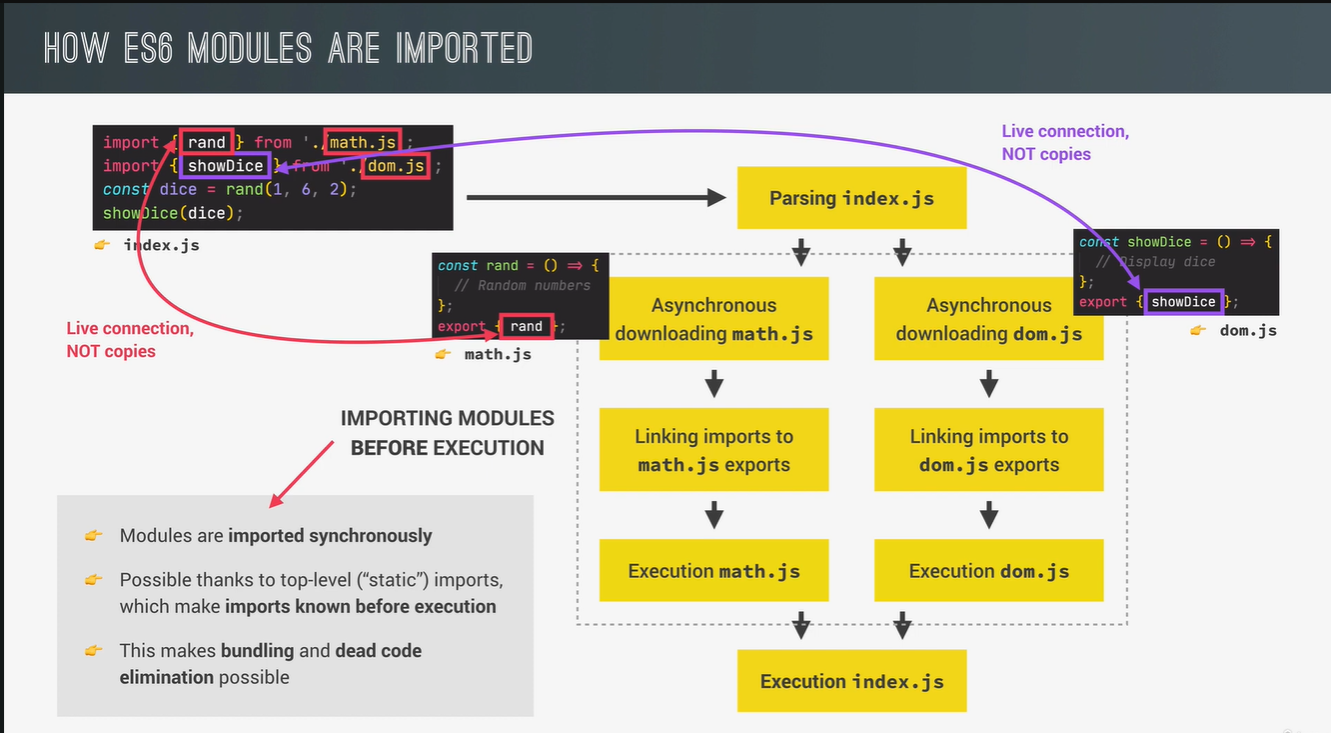 HOW ES6 MODULES ARE IMPORTED
import { rand } from './math.js';
import { showDice } from './dom.js';
const dice = rand(1, 6, 2);
showDice(dice);
👉 index.js
Live connection,
NOT copies
const rand = () => {
// Random numbers
};
export { rand };
👉 math.js
Live connection,
NOT copies
const showDice = () => {
// Display dice
};
export { showDice };
👉 dom.js
Parsing index.js
Asynchronous
downloading math.js
Asynchronous
downloading dom.js
Linking imports to
math.js exports
Linking imports to
dom.js exports
Execution math.js
Execution dom.js
Execution index.js
IMPORTING MODULES
BEFORE EXECUTION
👉 Modules are imported synchronously
👉 Possible thanks to top-level (“static”) imports,
which make imports known before execution
👉 This makes bundling and dead code
elimination possible